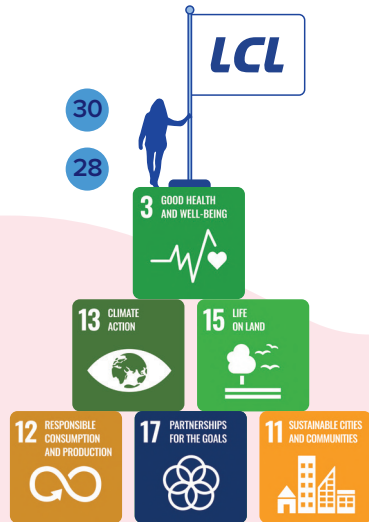 LCL
30
28
3 GOOD HEALTH
AND WELL-BEING
13 CLIMATE
ACTION
15 LIFE
ON LAND
12 RESPONSIBLE
CONSUMPTION
AND PRODUCTION
17 PARTNERSHIPS
FOR THE GOALS
11 SUSTAINABLE CITIES
AND COMMUNITIES